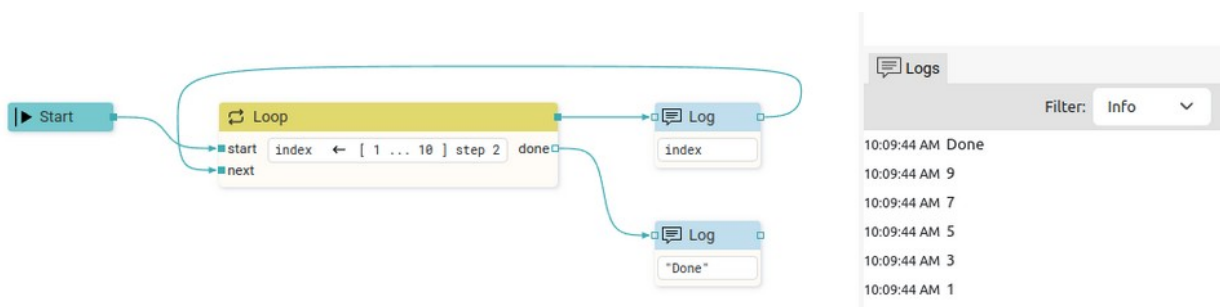 Start
Loop
start index ← [ 1 ... 10 ] step 2 done
next
Log
index
Log
"Done"
Logs
Filter: Info
10:09:44 AM Done
10:09:44 AM 9
10:09:44 AM 7
10:09:44 AM 5
10:09:44 AM 3
10:09:44 AM 1